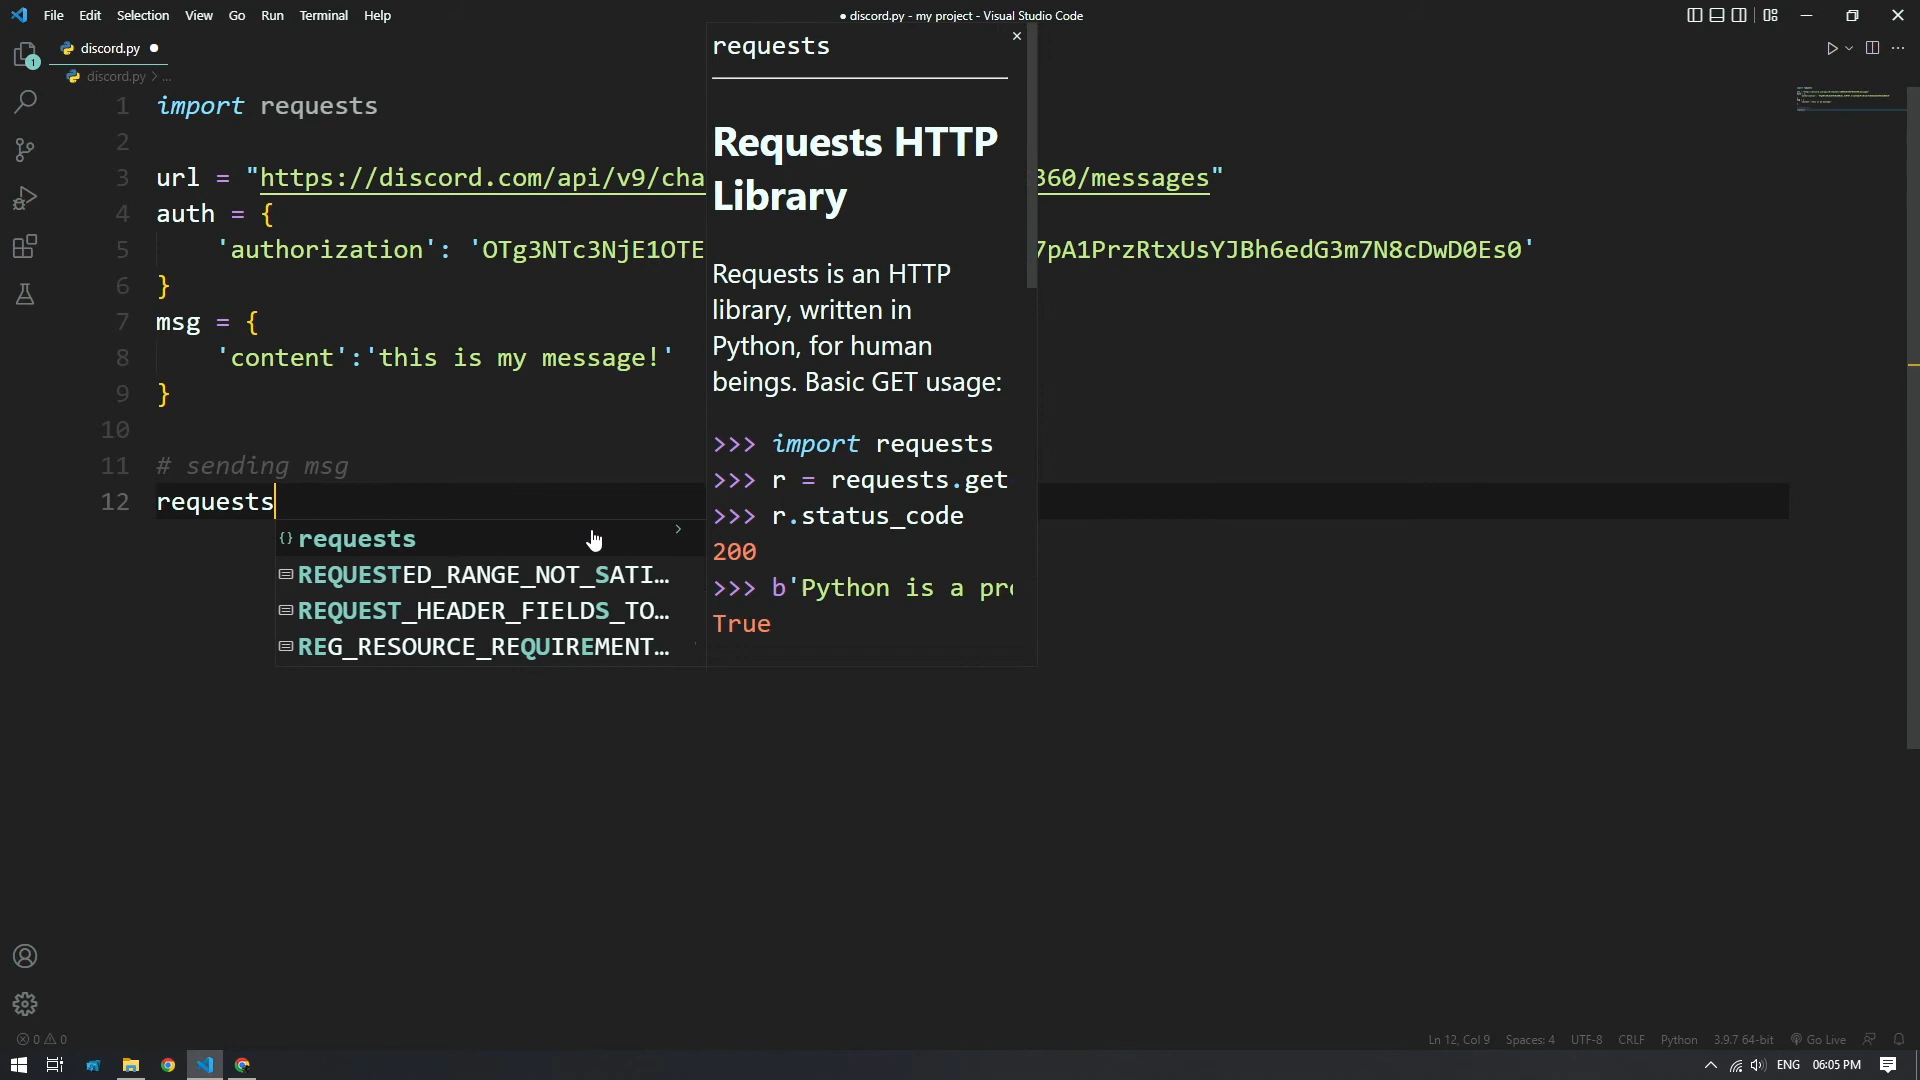 File Edit Selection View Go Run Terminal Help
● discord.py - my project - Visual Studio Code
1
discord.py ●
discord.py > ...
1 import requests
2
3 url = "https://discord.com/api/v9/cha
360/messages"
4 auth = {
5 'authorization': 'OTg3NTc3NjE1OTE
7pA1PrzRtxUsYJBh6edG3m7N8cDwD0Es0'
6 }
7 msg = {
8 'content':'this is my message!'
9 }
10
11 # sending msg
12 requests
{} requests
REQUESTED_RANGE_NOT_SATI...
REQUEST_HEADER_FIELDS_TO...
REG_RESOURCE_REQUIREMENT...
requests
Requests HTTP
Library
Requests is an HTTP
library, written in
Python, for human
beings. Basic GET usage:
>>> import requests
>>> r = requests.get
>>> r.status_code
200
>>> b'Python is a pro
True
0 0
Ln 12, Col 9 Spaces: 4 UTF-8 CRLF Python 3.9.7 64-bit Go Live
ENG 06:05 PM